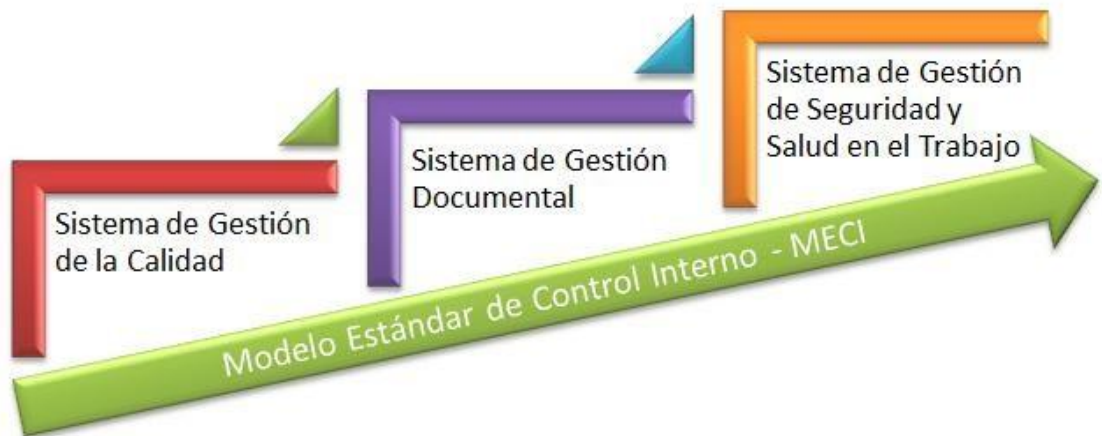 Sistema de Gestión
de la Calidad
Sistema de Gestión
Documental
Sistema de Gestión
de Seguridad y
Salud en el Trabajo
Modelo Estándar de Control Interno - MECI